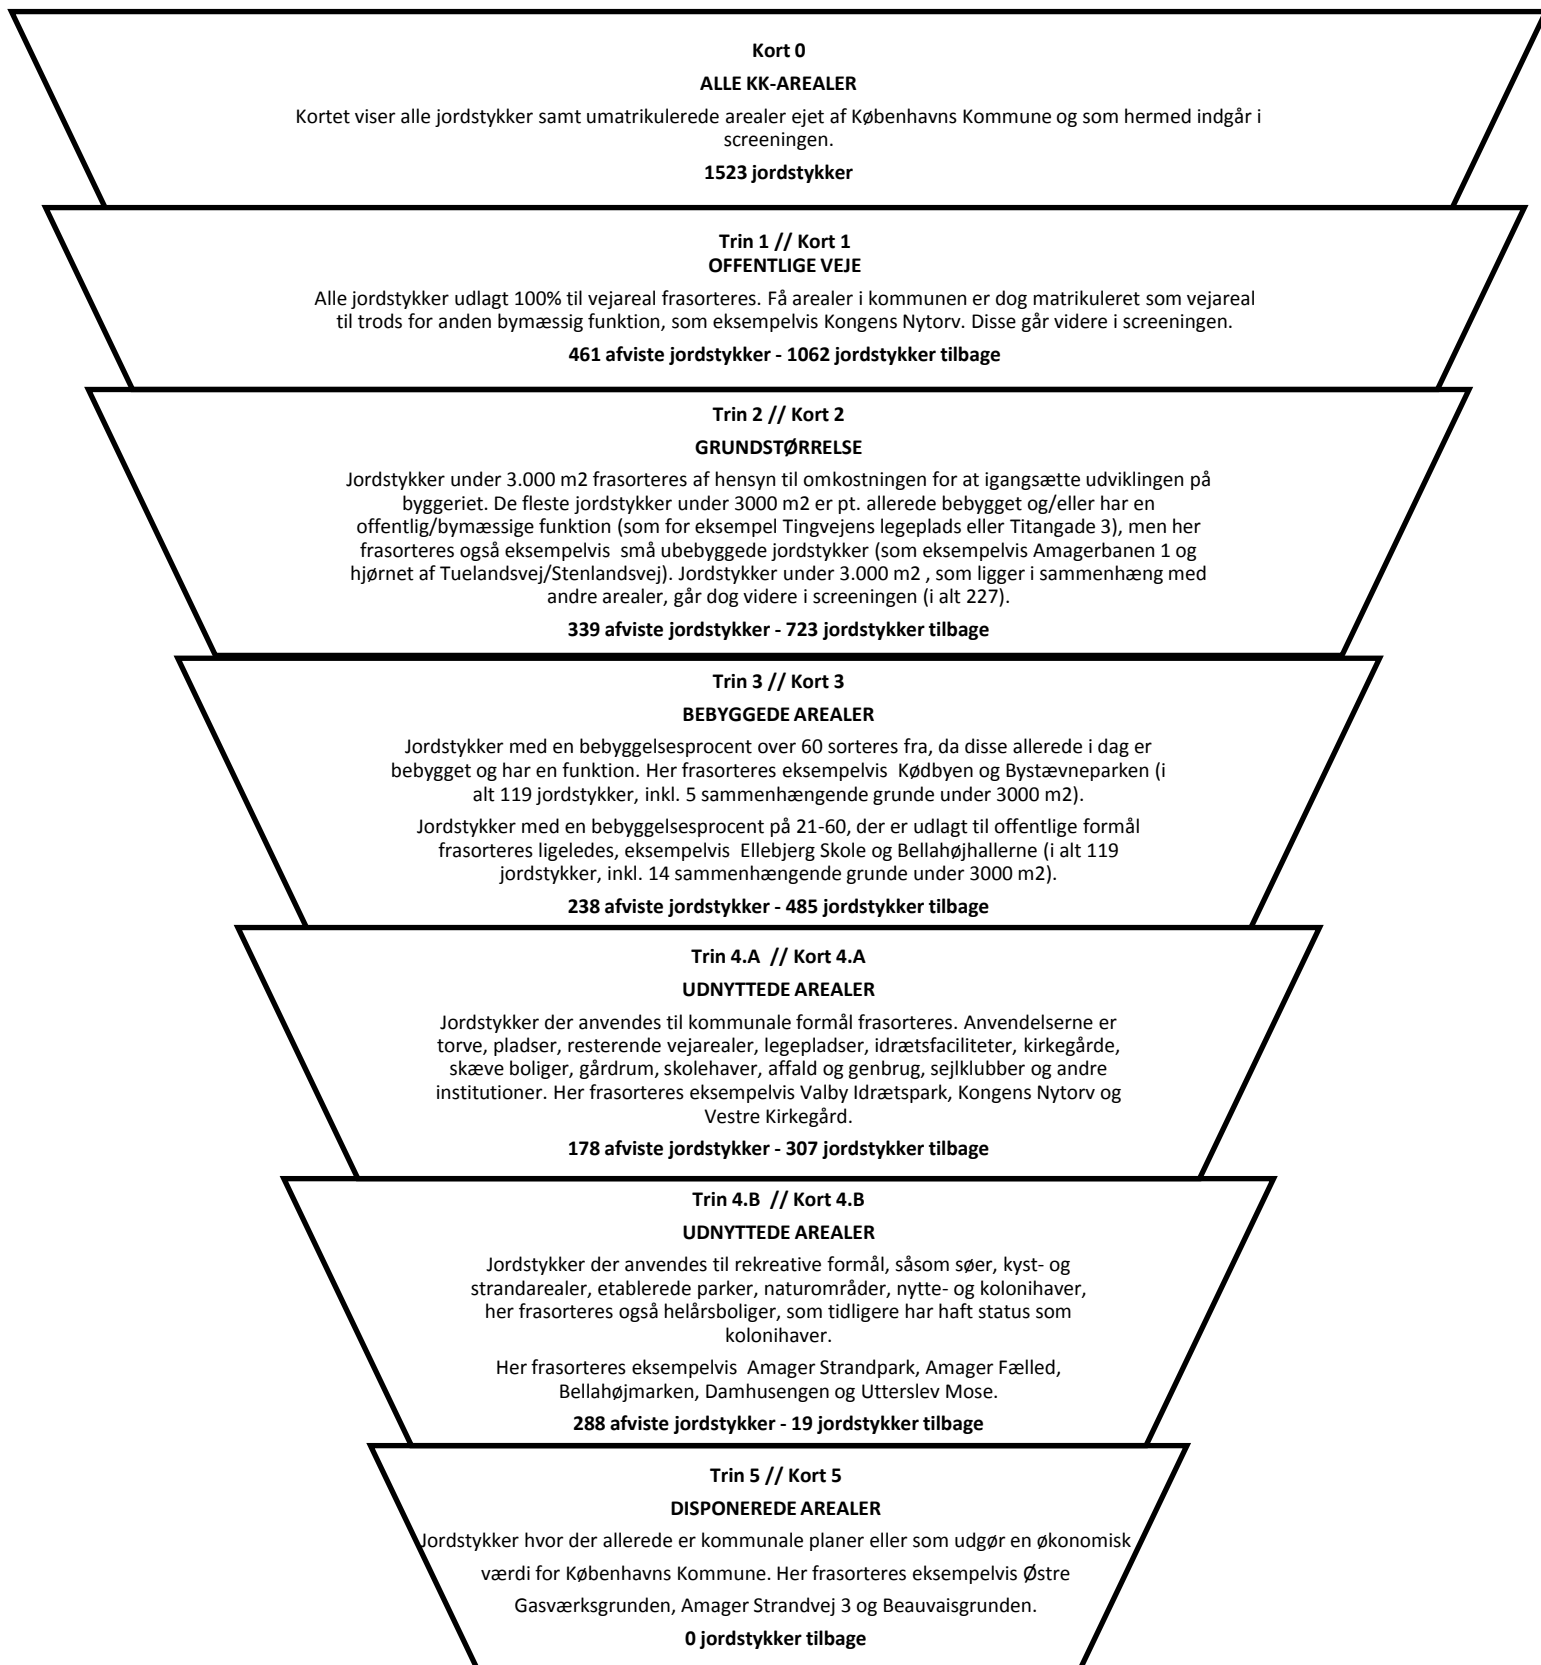 Kort 0
ALLE KK-AREALER
Kortet viser alle jordstykker samt umatrikulerede arealer ejet af Københavns Kommune og som hermed indgår i
screeningen.
1523 jordstykker
Trin 1 // Kort 1
OFFENTLIGE VEJE
Alle jordstykker udlagt 100% til vejareal frasorteres. Få arealer i kommunen er dog matrikuleret som vejareal
til trods for anden bymæssig funktion, som eksempelvis Kongens Nytorv. Disse går videre i screeningen.
461 afviste jordstykker - 1062 jordstykker tilbage
Trin 2 // Kort 2
GRUNDSTØRRELSE
Jordstykker under 3.000 m2 frasorteres af hensyn til omkostningen for at igangsætte udviklingen på
byggeriet. De fleste jordstykker under 3000 m2 er pt. allerede bebygget og/eller har en
offentlig/bymæssige funktion (som for eksempel Tingvejens legeplads eller Titangade 3), men her
frasorteres også eksempelvis små ubebyggede jordstykker (som eksempelvis Amagerbanen 1 og
hjørnet af Tuelandsvej/Stenlandsvej). Jordstykker under 3.000 m2 , som ligger i sammenhæng med
andre arealer, går dog videre i screeningen (i alt 227).
339 afviste jordstykker - 723 jordstykker tilbage
Trin 3 // Kort 3
BEBYGGEDE AREALER
Jordstykker med en bebyggelsesprocent over 60 sorteres fra, da disse allerede i dag er
bebygget og har en funktion. Her frasorteres eksempelvis Kødbyen og Bystævneparken (i
alt 119 jordstykker, inkl. 5 sammenhængende grunde under 3000 m2).
Jordstykker med en bebyggelsesprocent på 21-60, der er udlagt til offentlige formål
frasorteres ligeledes, eksempelvis Ellebjerg Skole og Bellahøjhallerne (i alt 119
jordstykker, inkl. 14 sammenhængende grunde under 3000 m2).
238 afviste jordstykker - 485 jordstykker tilbage
Trin 4.A // Kort 4.A
UDNYTTEDE AREALER
Jordstykker der anvendes til kommunale formål frasorteres. Anvendelserne er
torve, pladser, resterende vejarealer, legepladser, idrætsfaciliteter, kirkegårde,
skæve boliger, gårdrum, skolehaver, affald og genbrug, sejlklubber og andre
institutioner. Her frasorteres eksempelvis Valby Idrætspark, Kongens Nytorv og
Vestre Kirkegård.
178 afviste jordstykker - 307 jordstykker tilbage
Trin 4.B // Kort 4.B
UDNYTTEDE AREALER
Jordstykker der anvendes til rekreative formål, såsom søer, kyst- og
strandarealer, etablerede parker, naturområder, nytte- og kolonihaver,
her frasorteres også helårsboliger, som tidligere har haft status som
kolonihaver.
Her frasorteres eksempelvis Amager Strandpark, Amager Fælled,
Bellahøjmarken, Damhusengen og Utterslev Mose.
288 afviste jordstykker - 19 jordstykker tilbage
Trin 5 // Kort 5
DISPONEREDE AREALER
Jordstykker hvor der allerede er kommunale planer eller som udgør en økonomisk
værdi for Københavns Kommune. Her frasorteres eksempelvis Østre
Gasværksgrunden, Amager Strandvej 3 og Beauvaisgrunden.
0 jordstykker tilbage